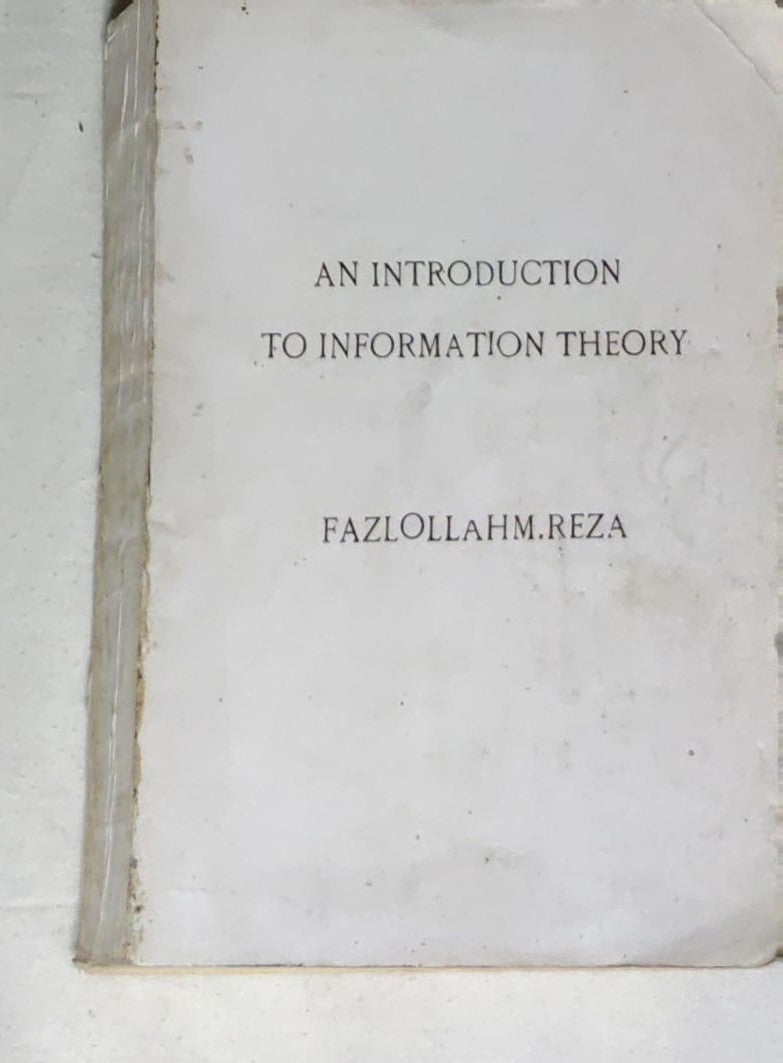 AN INTRODUCTION
TO INFORMATION THEORY
FAZLOLLAHM.REZA